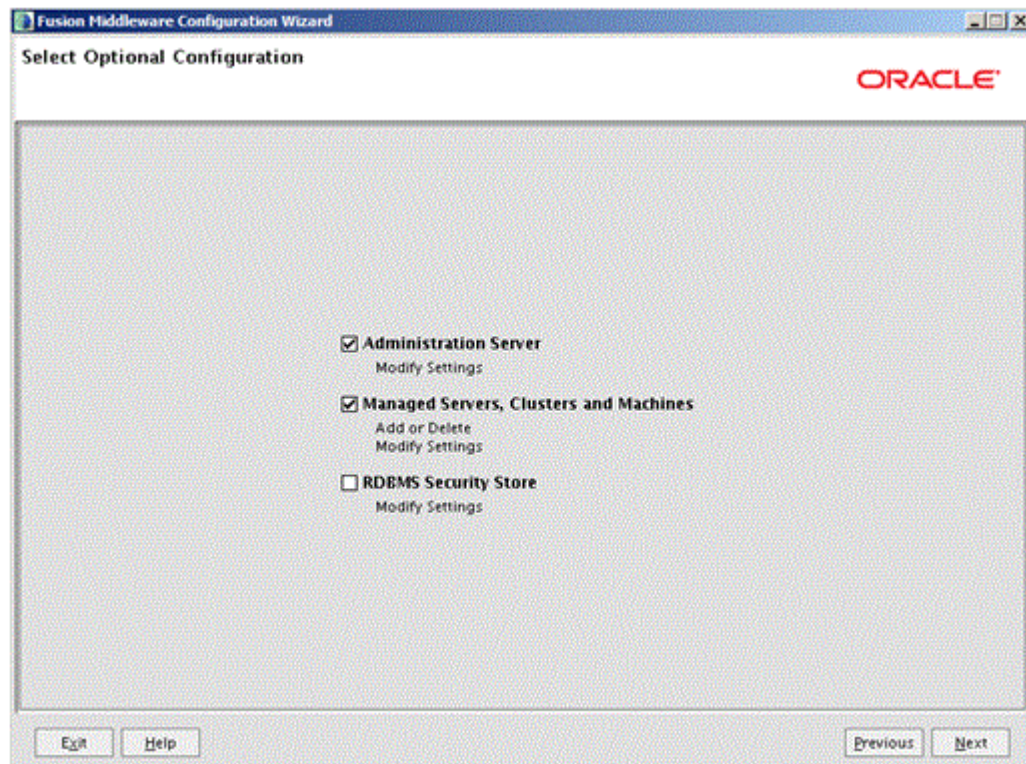 Fusion Middleware Configuration Wizard
Select Optional Configuration
ORACLE
Administration Server
Modify Settings
Managed Servers, Clusters and Machines
Add or Delete
Modify Settings
RDBMS Security Store
Modify Settings
Exit
Help
Previous
Next